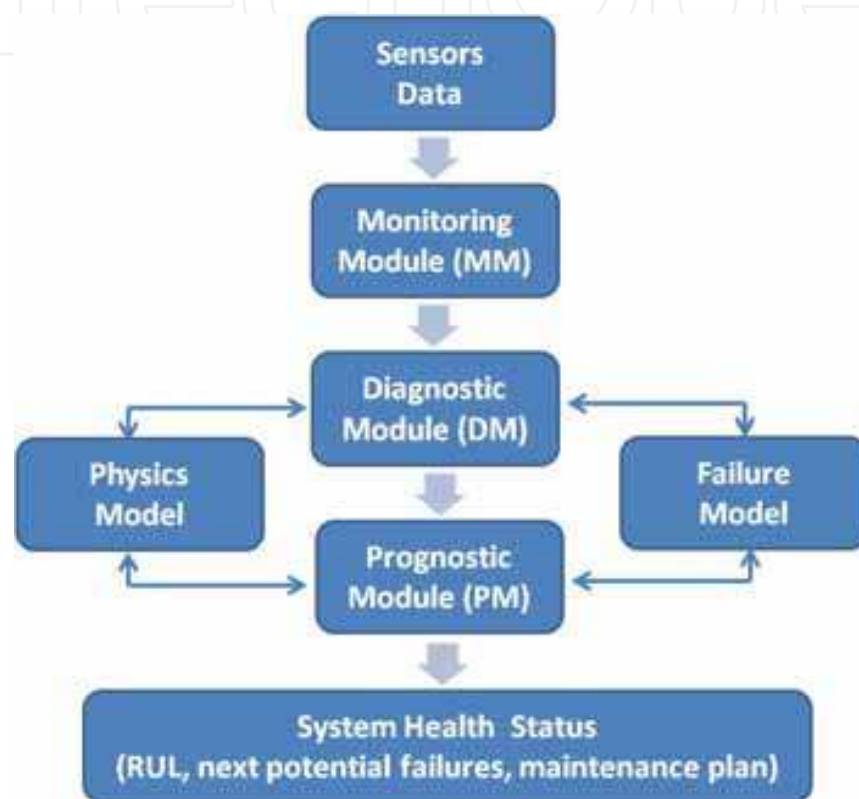 Sensors
Data
Monitoring
Module (MM)
Diagnostic
Module (DM)
Physics
Model
Failure
Model
Prognostic
Module (PM)
System Health Status
(RUL, next potential failures, maintenance plan)